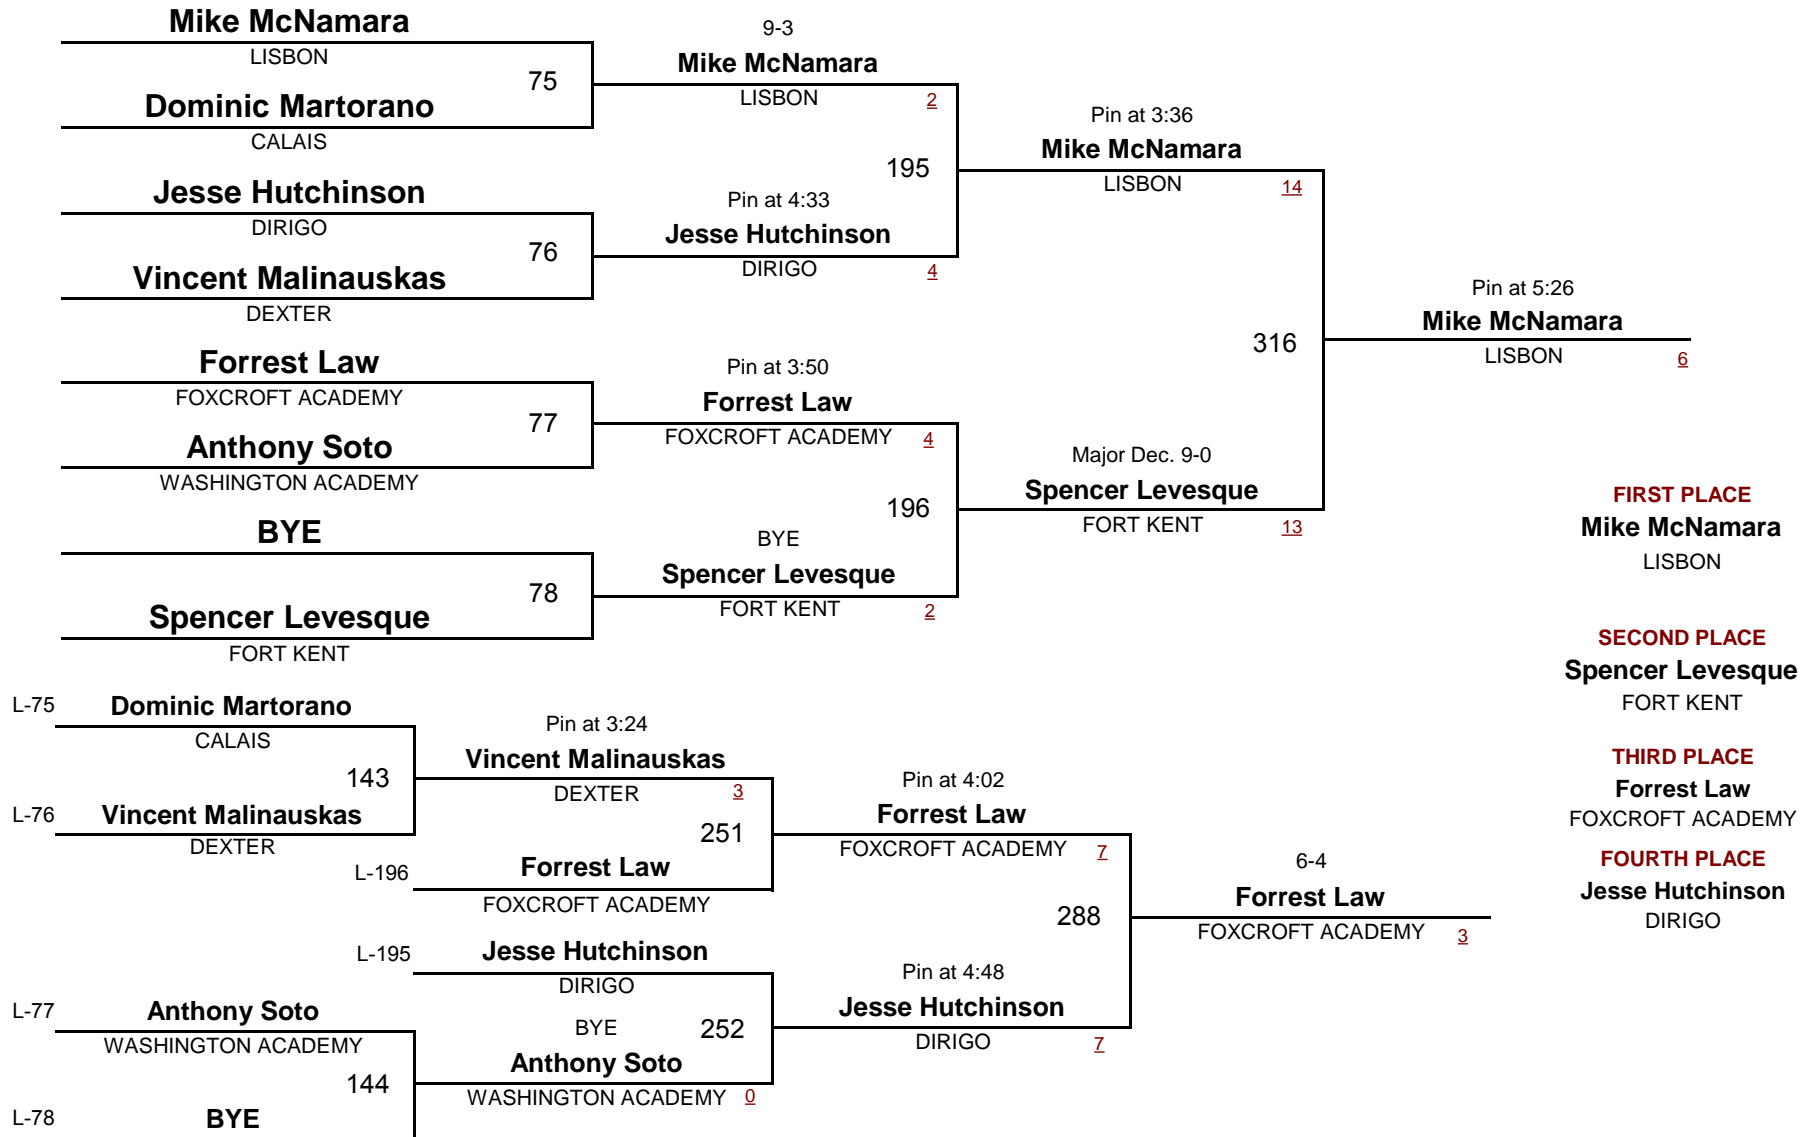 Mike McNamara
LISBON
75
Dominic Martorano
CALAIS
Jesse Hutchinson
DIRIGO
76
Vincent Malinauskas
DEXTER
Forrest Law
FOXCROFT ACADEMY
77
Anthony Soto
WASHINGTON ACADEMY
BYE
78
Spencer Levesque
FORT KENT
9-3
Mike McNamara
LISBON 2
195
Pin at 4:33
Jesse Hutchinson
DIRIGO 4
Pin at 3:50
Forrest Law
FOXCROFT ACADEMY 4
196
BYE
Spencer Levesque
FORT KENT 2
Pin at 3:36
Mike McNamara
LISBON 14
316
Major Dec. 9-0
Spencer Levesque
FORT KENT 13
Pin at 5:26
Mike McNamara
LISBON 6
FIRST PLACE
Mike McNamara
LISBON
SECOND PLACE
Spencer Levesque
FORT KENT
THIRD PLACE
Forrest Law
FOXCROFT ACADEMY
FOURTH PLACE
Jesse Hutchinson
DIRIGO
L-75 Dominic Martorano
CALAIS
143
L-76 Vincent Malinauskas
DEXTER
Pin at 3:24
Vincent Malinauskas
DEXTER 3
251
L-196 Forrest Law
FOXCROFT ACADEMY
L-195 Jesse Hutchinson
DIRIGO
L-77 Anthony Soto
WASHINGTON ACADEMY
144
L-78 BYE
BYE 252
Anthony Soto
WASHINGTON ACADEMY 0
Pin at 4:02
Forrest Law
FOXCROFT ACADEMY 7
288
Pin at 4:48
Jesse Hutchinson
DIRIGO 7
6-4
Forrest Law
FOXCROFT ACADEMY 3